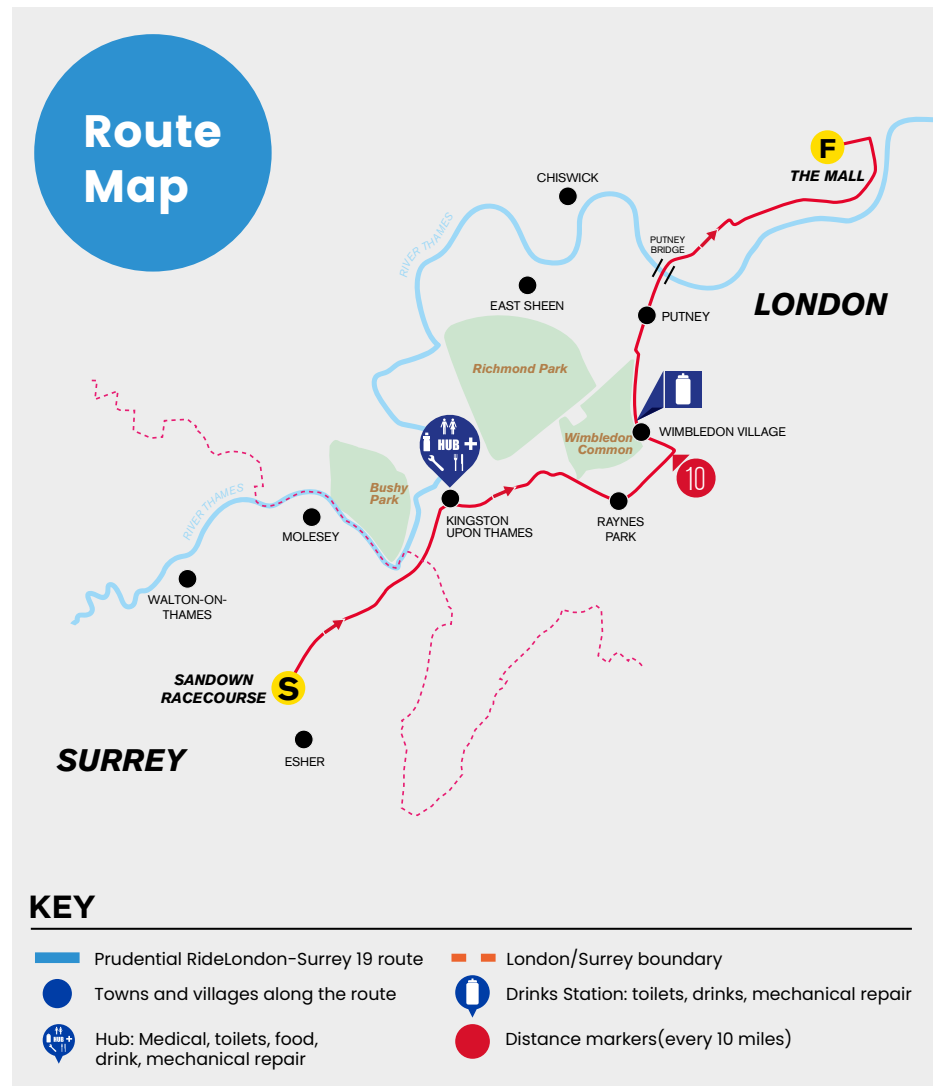 Route
Map
CHISWICK
F
THE MALL
RIVER THAMES
PUTNEY
BRIDGE
EAST SHEEN
LONDON
PUTNEY
Richmond Park
WIMBLEDON VILLAGE
Wimbledon
Common
HUB
10
Bushy
Park
RIVER THAMES
KINGSTON
UPON THAMES
RAYNES
PARK
MOLESEY
WALTON-ON-
THAMES
SANDOWN
RACECOURSE
S
SURREY
ESHER
KEY
Prudential RideLondon-Surrey 19 route
London/Surrey boundary
Towns and villages along the route
Drinks Station: toilets, drinks, mechanical repair
HUB
Hub: Medical, toilets, food,
drink, mechanical repair
Distance markers(every 10 miles)